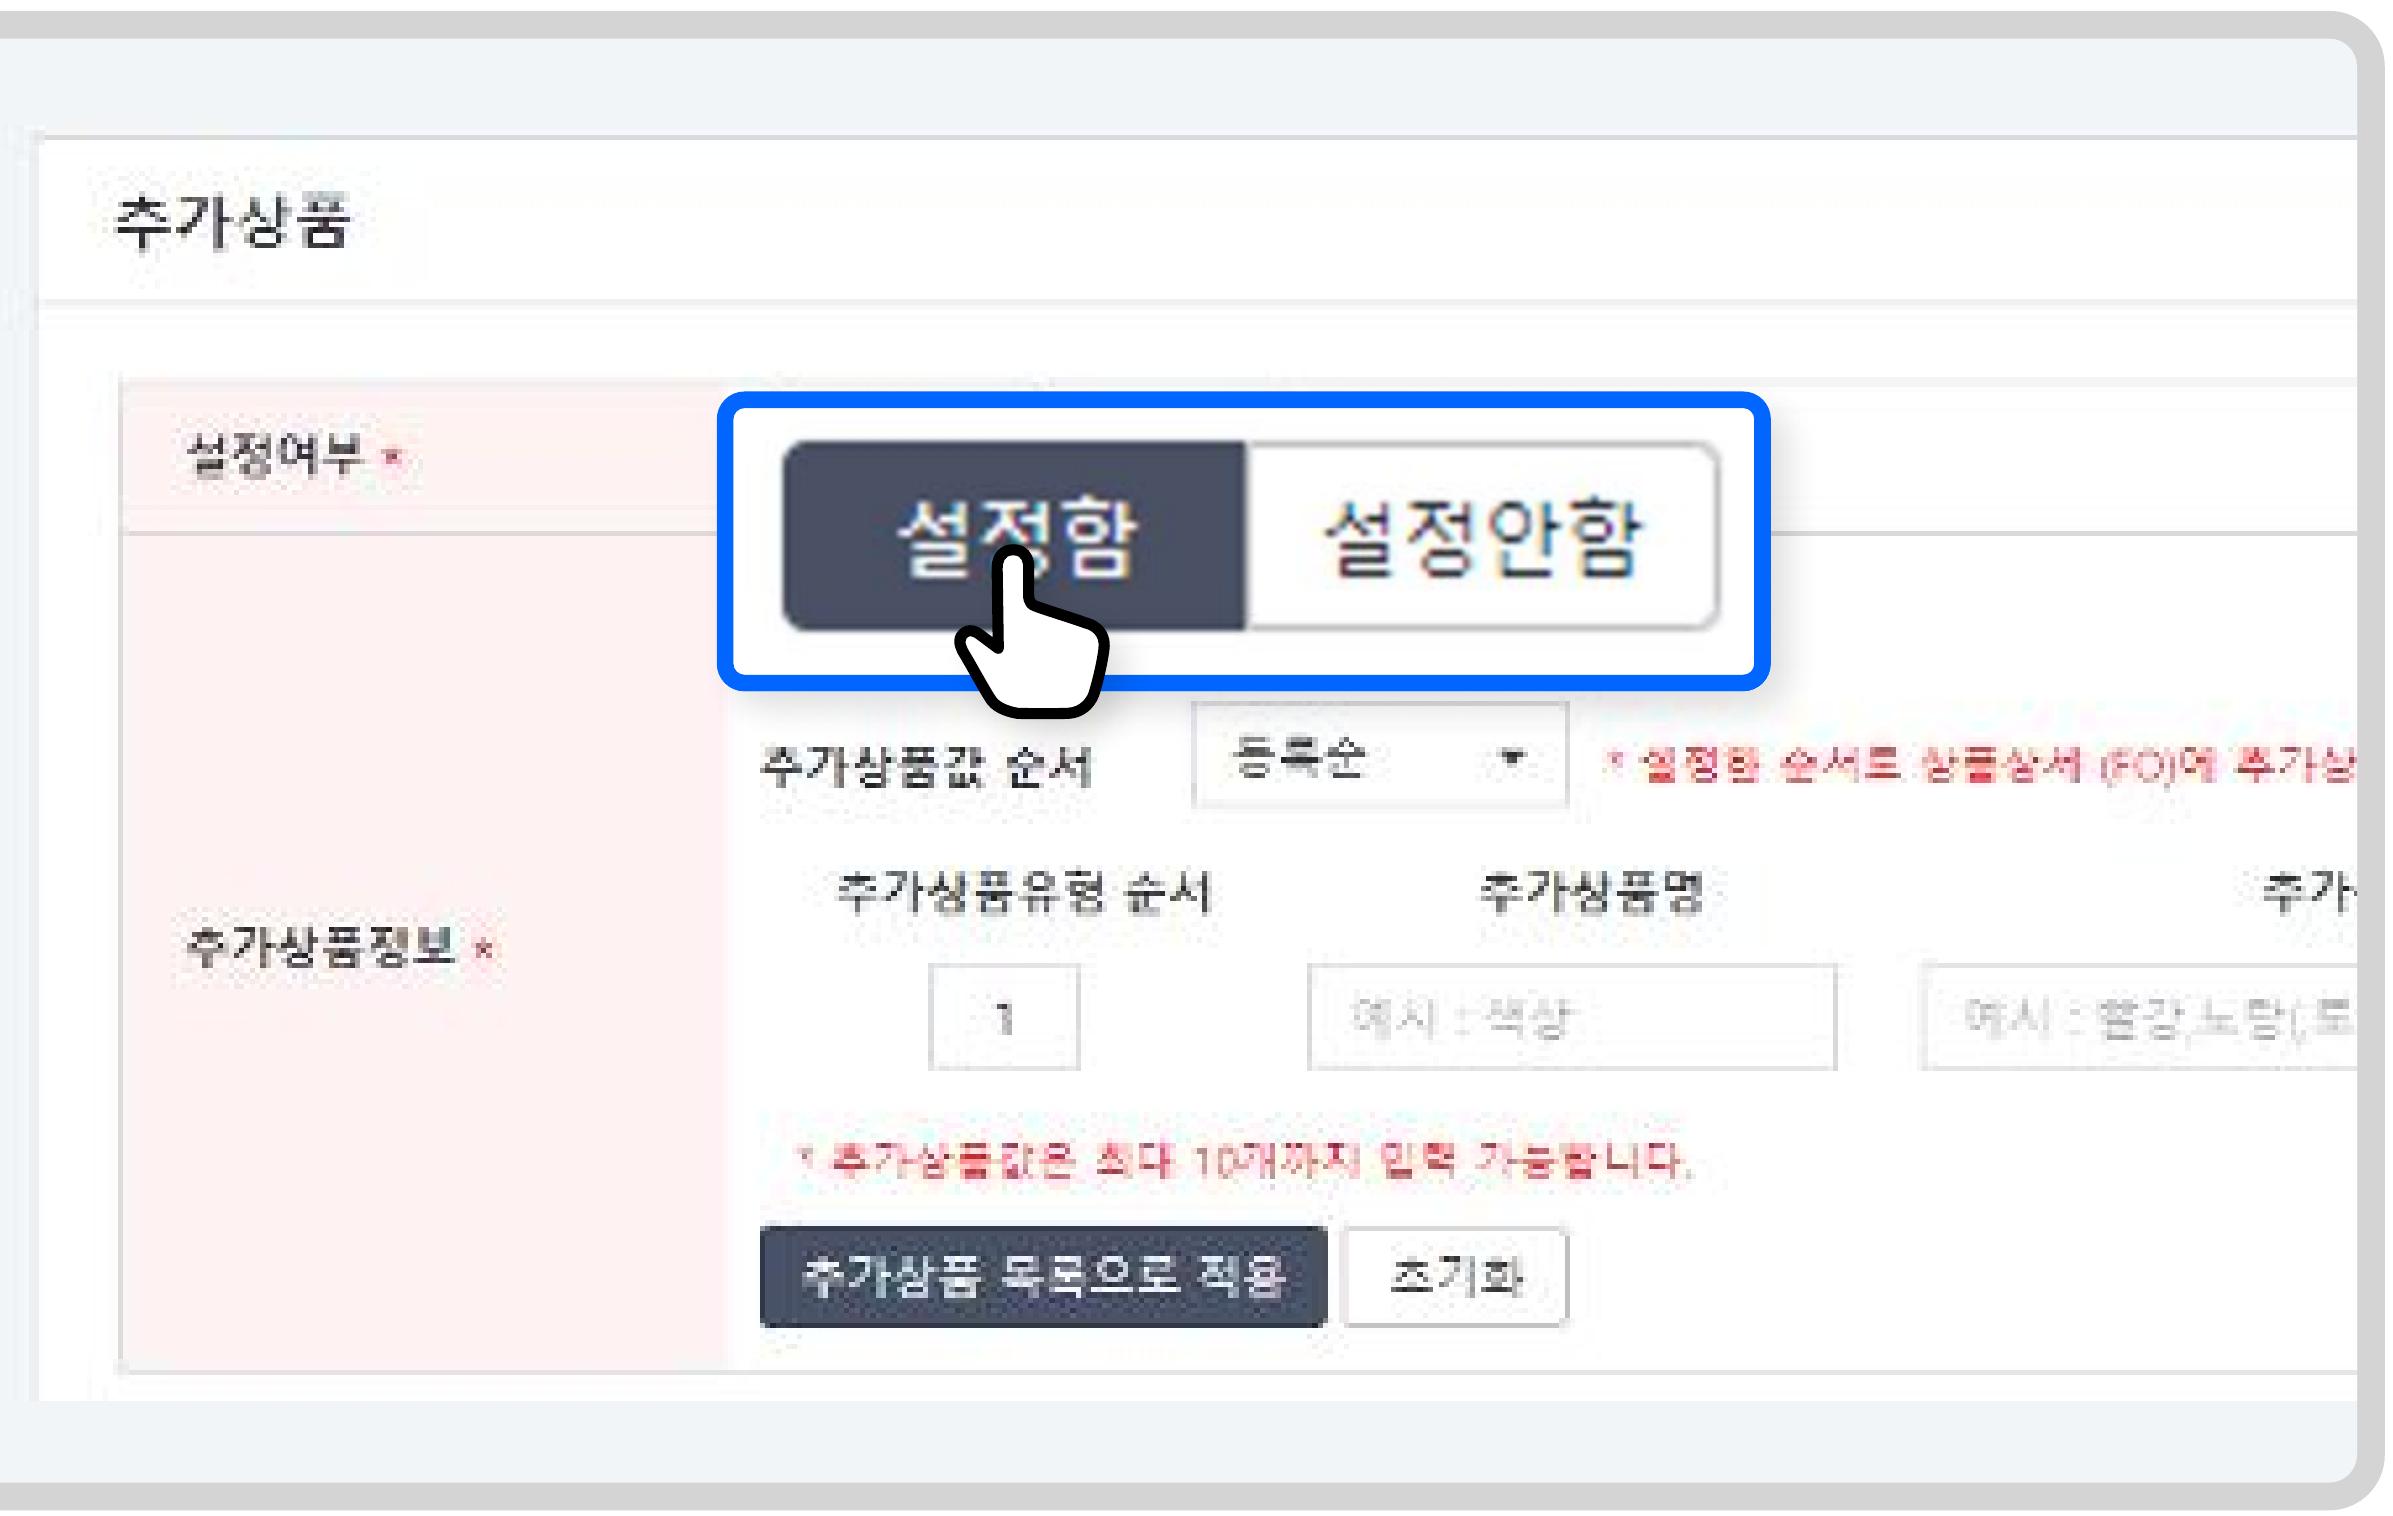 추가상품
설정여부 *
설정함 설정안함
추가상품값 순서 등록순 * 설정한 순서로 상품상세 (FO)에 추가상
추가상품유형 순서 추가상품명 추가
추가상품정보 *
1 예시 : 색상 예시 : 빨강,노랑(,로
* 추가상품값은 최대 10개까지 입력 가능합니다.
추가상품 목록으로 적용 초기화